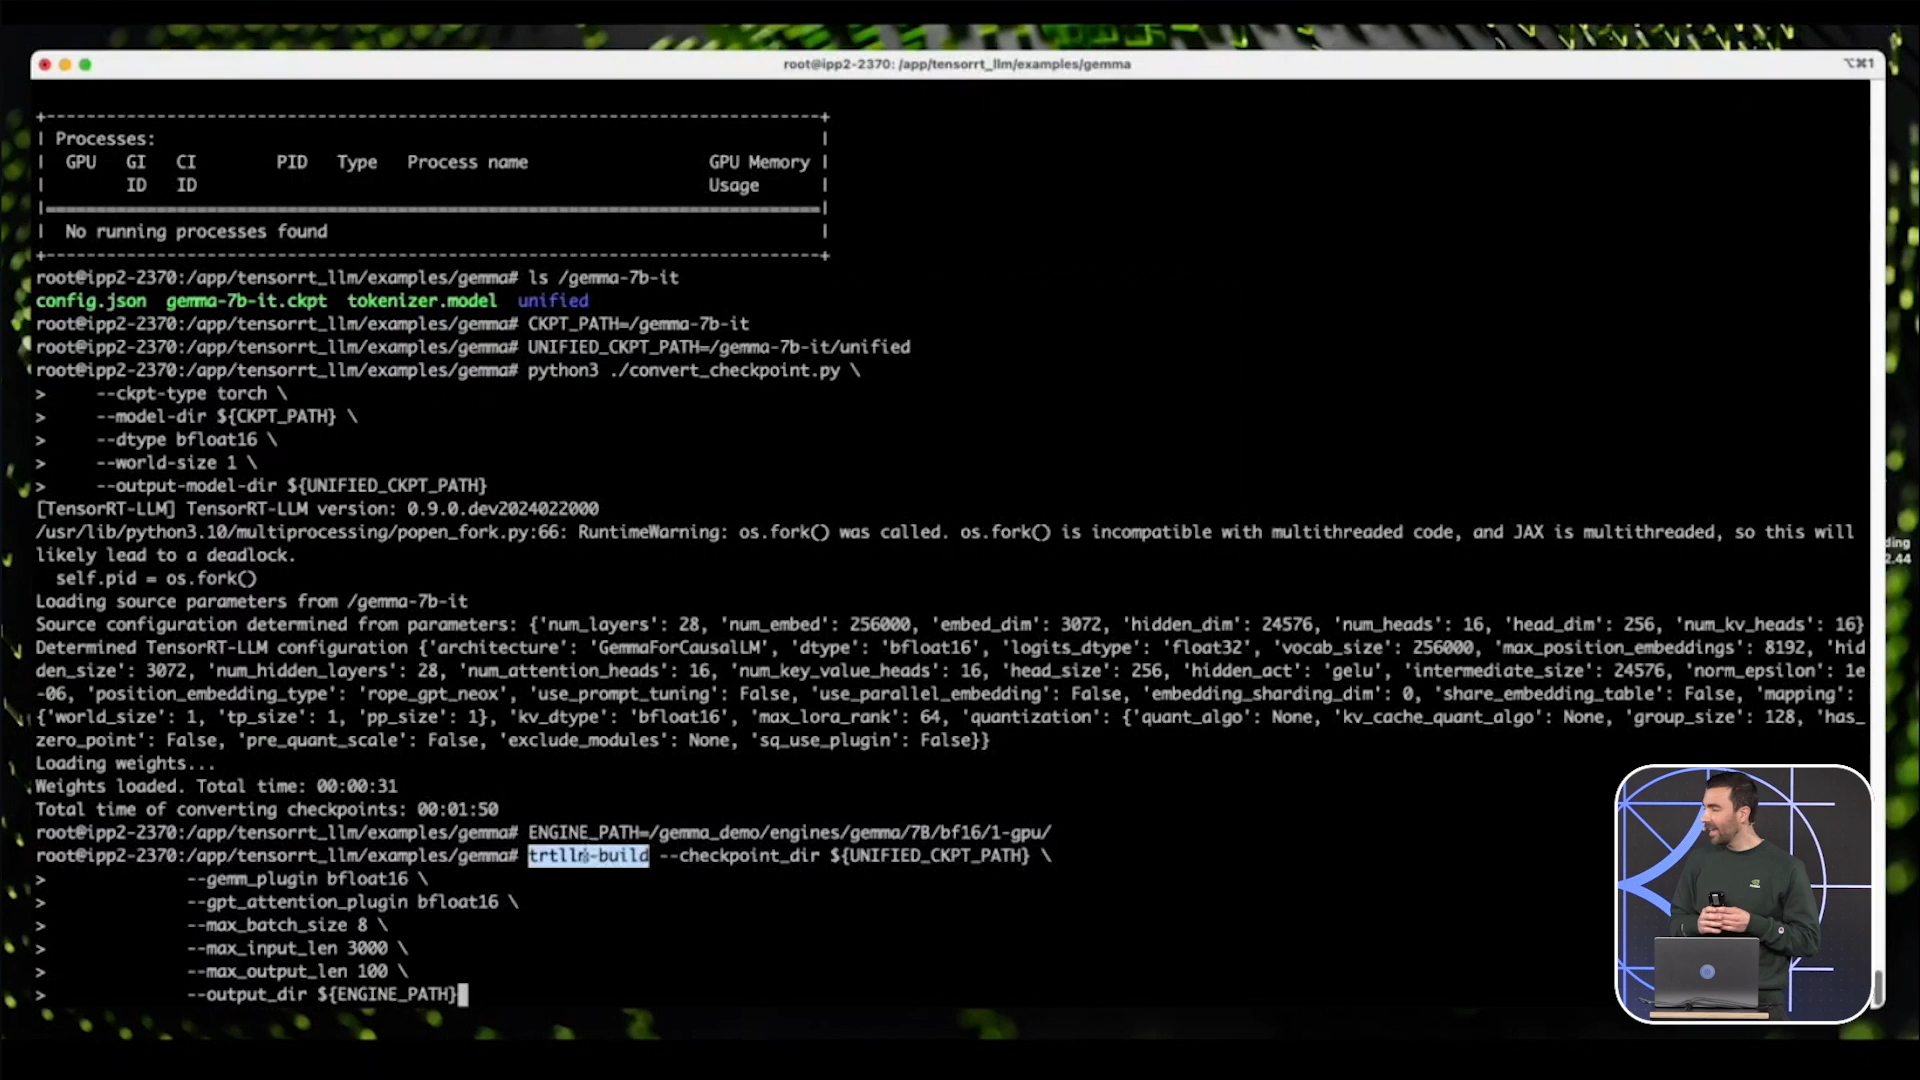 root@ipp2-2370: /app/tensorrt_llm/examples/gemma
⌥⌘1
+-----------------------------------------------------------------------------+
| Processes:                                                                  |
|  GPU   GI   CI        PID   Type   Process name                  GPU Memory |
|        ID   ID                                                   Usage      |
|=============================================================================|
|  No running processes found                                                 |
+-----------------------------------------------------------------------------+
root@ipp2-2370:/app/tensorrt_llm/examples/gemma# ls /gemma-7b-it
config.json  gemma-7b-it.ckpt  tokenizer.model  unified
root@ipp2-2370:/app/tensorrt_llm/examples/gemma# CKPT_PATH=/gemma-7b-it
root@ipp2-2370:/app/tensorrt_llm/examples/gemma# UNIFIED_CKPT_PATH=/gemma-7b-it/unified
root@ipp2-2370:/app/tensorrt_llm/examples/gemma# python3 ./convert_checkpoint.py \
>     --ckpt-type torch \
>     --model-dir ${CKPT_PATH} \
>     --dtype bfloat16 \
>     --world-size 1 \
>     --output-model-dir ${UNIFIED_CKPT_PATH}
[TensorRT-LLM] TensorRT-LLM version: 0.9.0.dev2024022000
/usr/lib/python3.10/multiprocessing/popen_fork.py:66: RuntimeWarning: os.fork() was called. os.fork() is incompatible with multithreaded code, and JAX is multithreaded, so this will
likely lead to a deadlock.
  self.pid = os.fork()
Loading source parameters from /gemma-7b-it
Source configuration determined from parameters: {'num_layers': 28, 'num_embed': 256000, 'embed_dim': 3072, 'hidden_dim': 24576, 'num_heads': 16, 'head_dim': 256, 'num_kv_heads': 16}
Determined TensorRT-LLM configuration {'architecture': 'GemmaForCausalLM', 'dtype': 'bfloat16', 'logits_dtype': 'float32', 'vocab_size': 256000, 'max_position_embeddings': 8192, 'hid
den_size': 3072, 'num_hidden_layers': 28, 'num_attention_heads': 16, 'num_key_value_heads': 16, 'head_size': 256, 'hidden_act': 'gelu', 'intermediate_size': 24576, 'norm_epsilon': 1e
-06, 'position_embedding_type': 'rope_gpt_neox', 'use_prompt_tuning': False, 'use_parallel_embedding': False, 'embedding_sharding_dim': 0, 'share_embedding_table': False, 'mapping':
{'world_size': 1, 'tp_size': 1, 'pp_size': 1}, 'kv_dtype': 'bfloat16', 'max_lora_rank': 64, 'quantization': {'quant_algo': None, 'kv_cache_quant_algo': None, 'group_size': 128, 'has_
zero_point': False, 'pre_quant_scale': False, 'exclude_modules': None, 'sq_use_plugin': False}}
Loading weights...
Weights loaded. Total time: 00:00:31
Total time of converting checkpoints: 00:01:50
root@ipp2-2370:/app/tensorrt_llm/examples/gemma# ENGINE_PATH=/gemma_demo/engines/gemma/7B/bf16/1-gpu/
root@ipp2-2370:/app/tensorrt_llm/examples/gemma# trtllm-build --checkpoint_dir ${UNIFIED_CKPT_PATH} \
>              --gemm_plugin bfloat16 \
>              --gpt_attention_plugin bfloat16 \
>              --max_batch_size 8 \
>              --max_input_len 3000 \
>              --max_output_len 100 \
>              --output_dir ${ENGINE_PATH}
ding
2.44